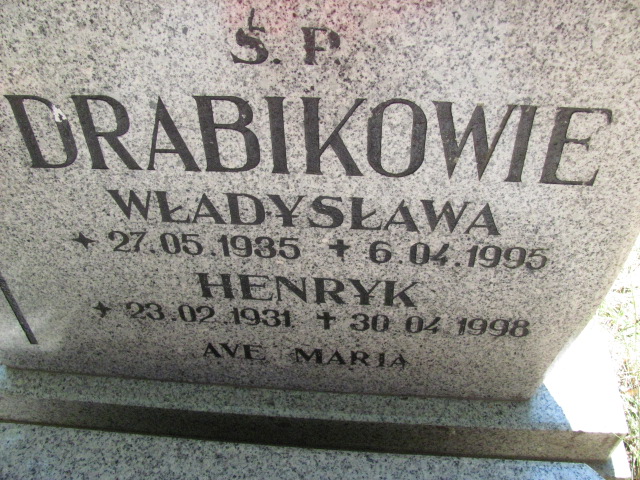 Ś. P.
DRABIKOWIE
WŁADYSŁAWA
✦ 27.05.1935 ✝ 6.04.1995
HENRYK
✦ 23.02.1931 ✝ 30 04 1998
AVE MARIA